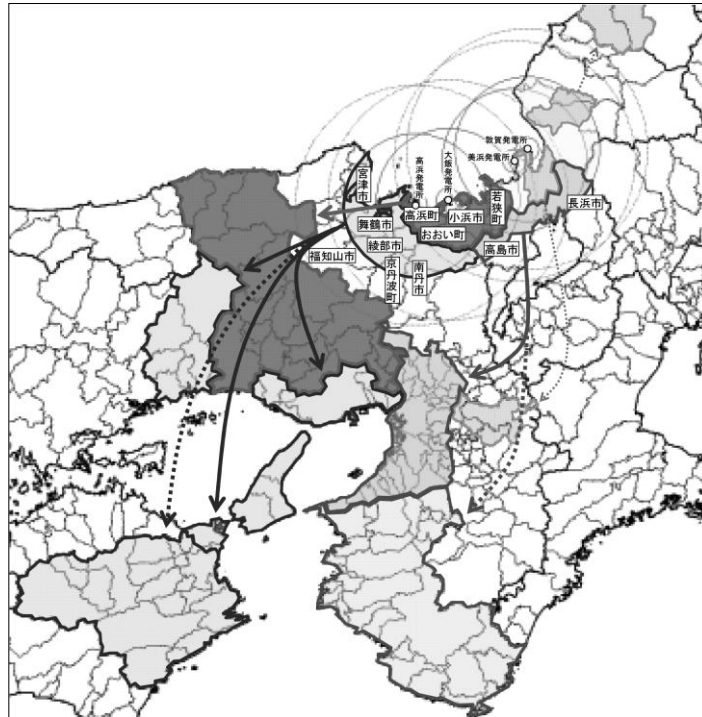 敦賀発電所
美浜発電所
大飯発電所
高浜発電所
宮津市
若狭町
長浜市
高浜町
小浜市
舞鶴市
おおい町
綾部市
高島市
福知山市
京丹波町
南丹市